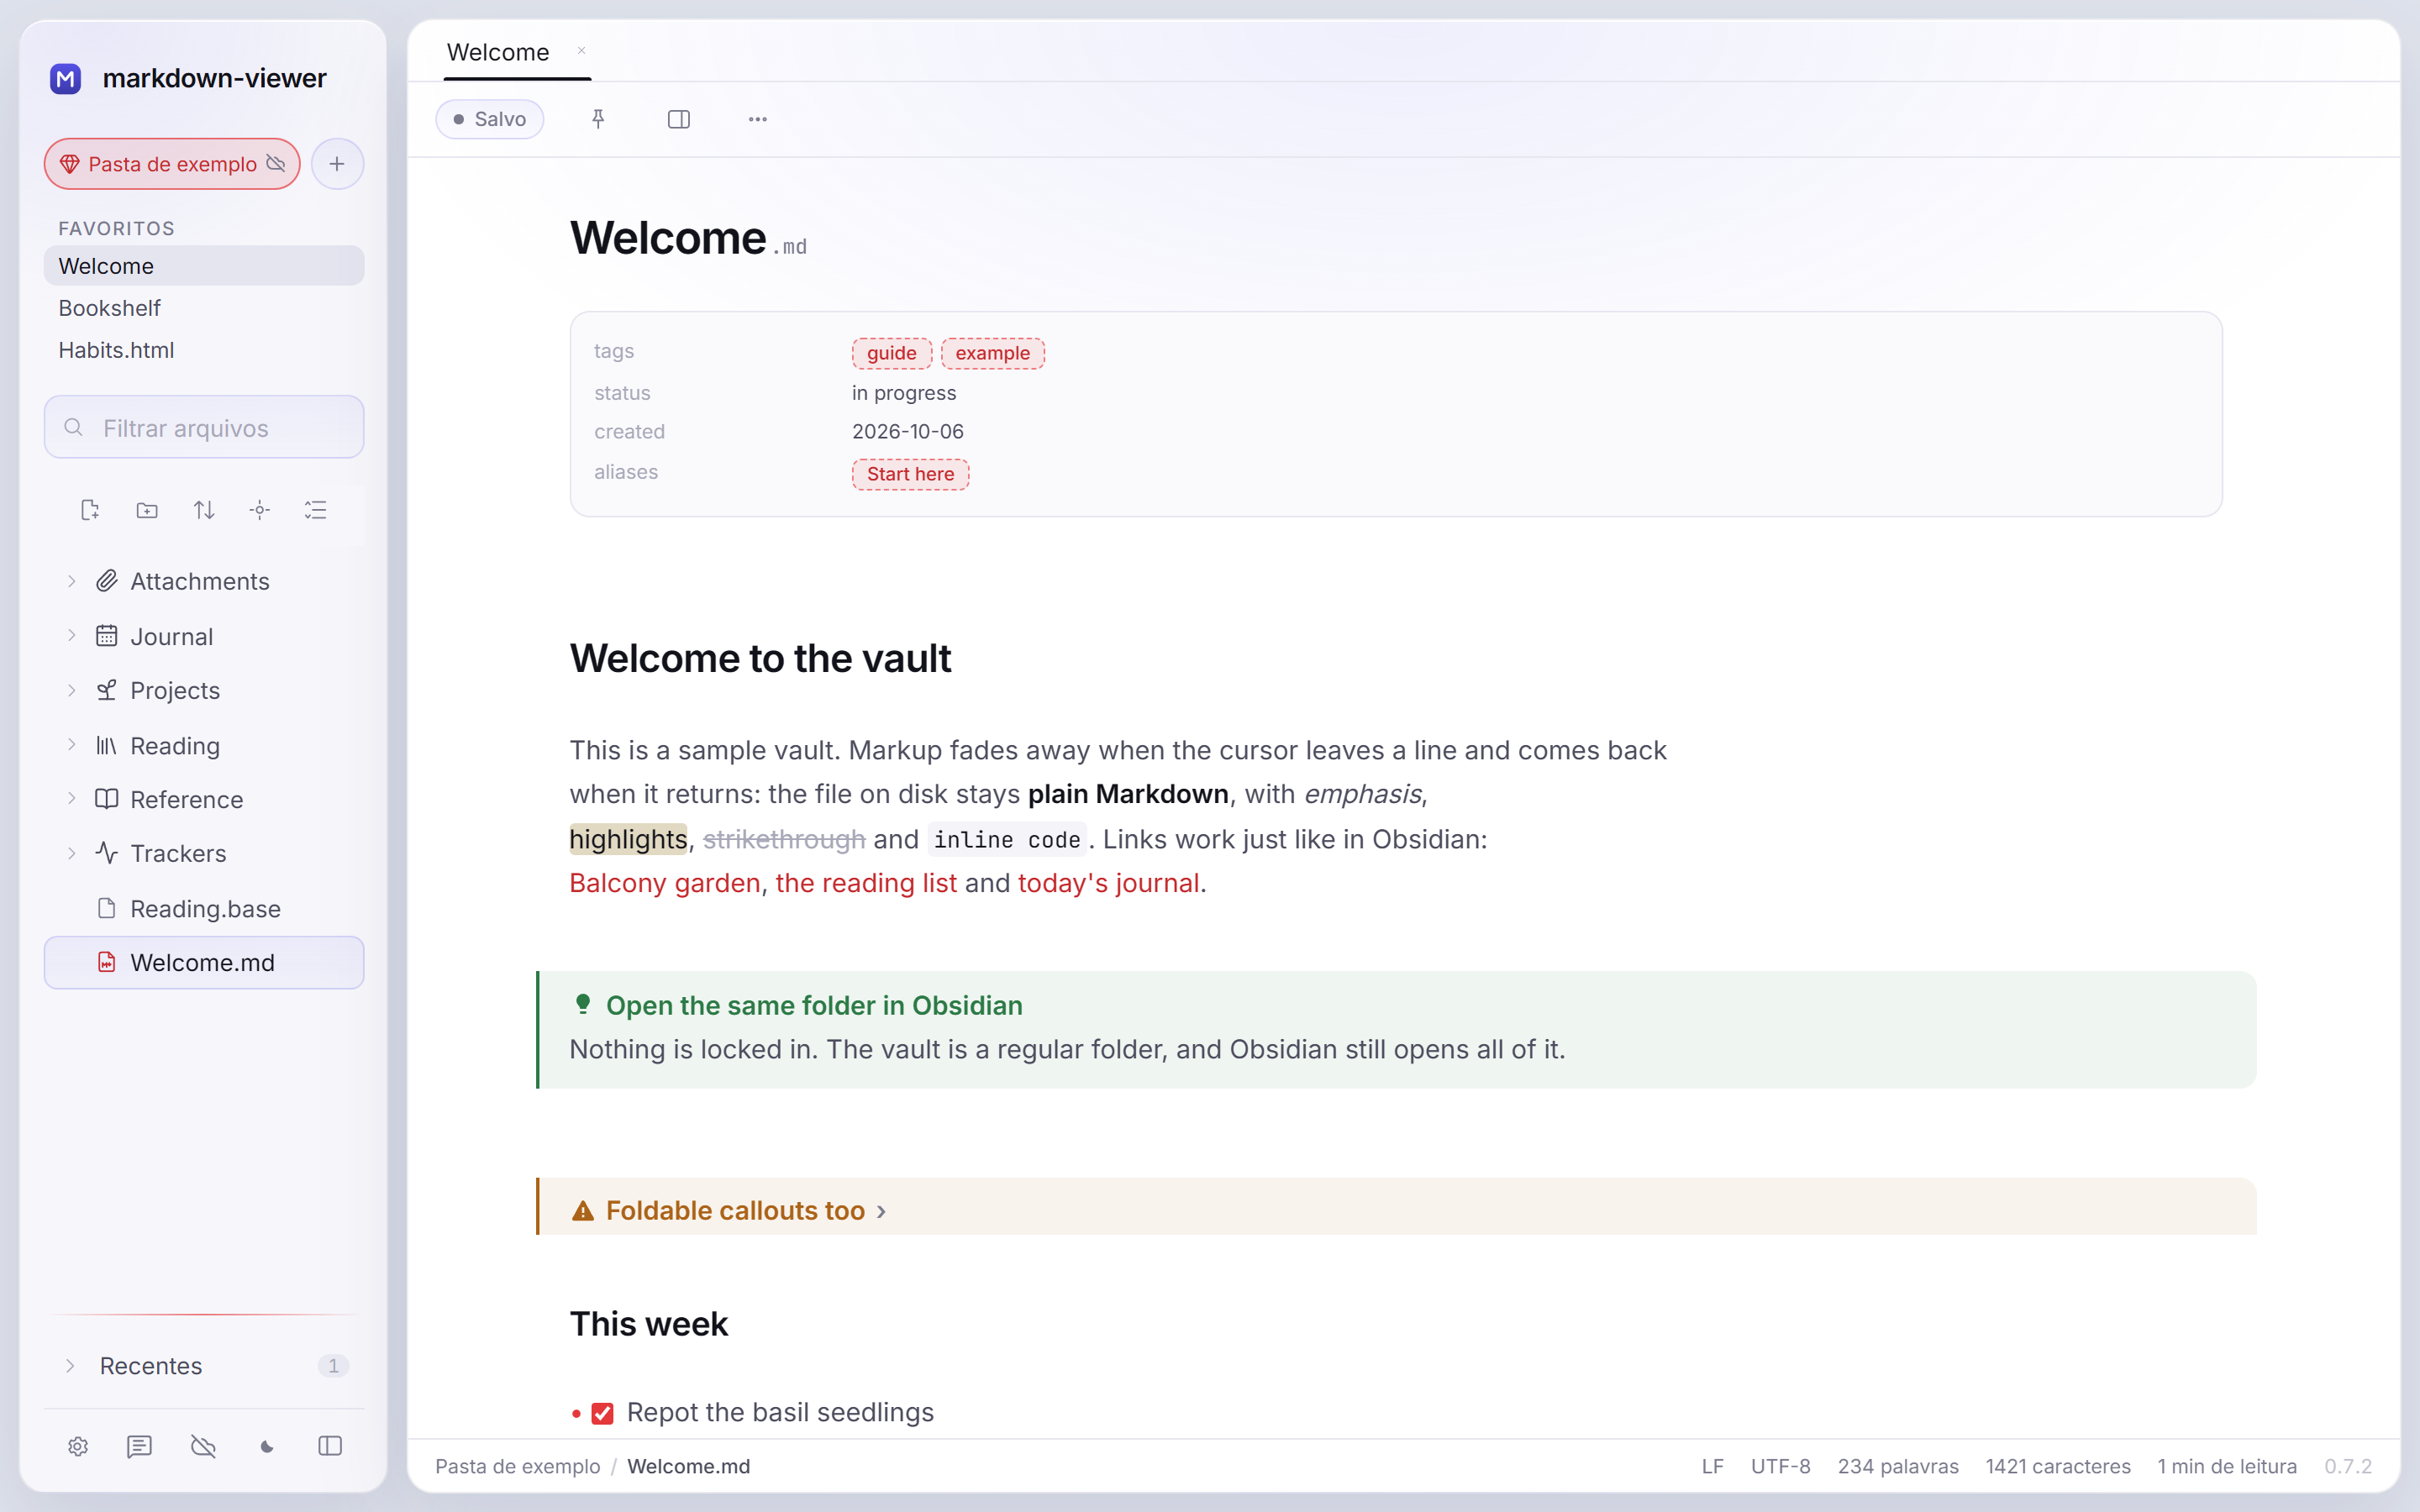 markdown-viewer
Pasta de exemplo
FAVORITOS
Welcome
Bookshelf
Habits.html
Filtrar arquivos
Attachments
Journal
Projects
Reading
Reference
Trackers
Reading.base
Welcome.md
Recentes 1
Welcome ×
Salvo
Welcome .md
tags guide example
status in progress
created 2026-10-06
aliases Start here
Welcome to the vault
This is a sample vault. Markup fades away when the cursor leaves a line and comes back
when it returns: the file on disk stays plain Markdown, with emphasis,
highlights, strikethrough and inline code. Links work just like in Obsidian:
Balcony garden, the reading list and today's journal.
Open the same folder in Obsidian
Nothing is locked in. The vault is a regular folder, and Obsidian still opens all of it.
Foldable callouts too ›
This week
• Repot the basil seedlings
Pasta de exemplo / Welcome.md LF UTF-8 234 palavras 1421 caracteres 1 min de leitura 0.7.2